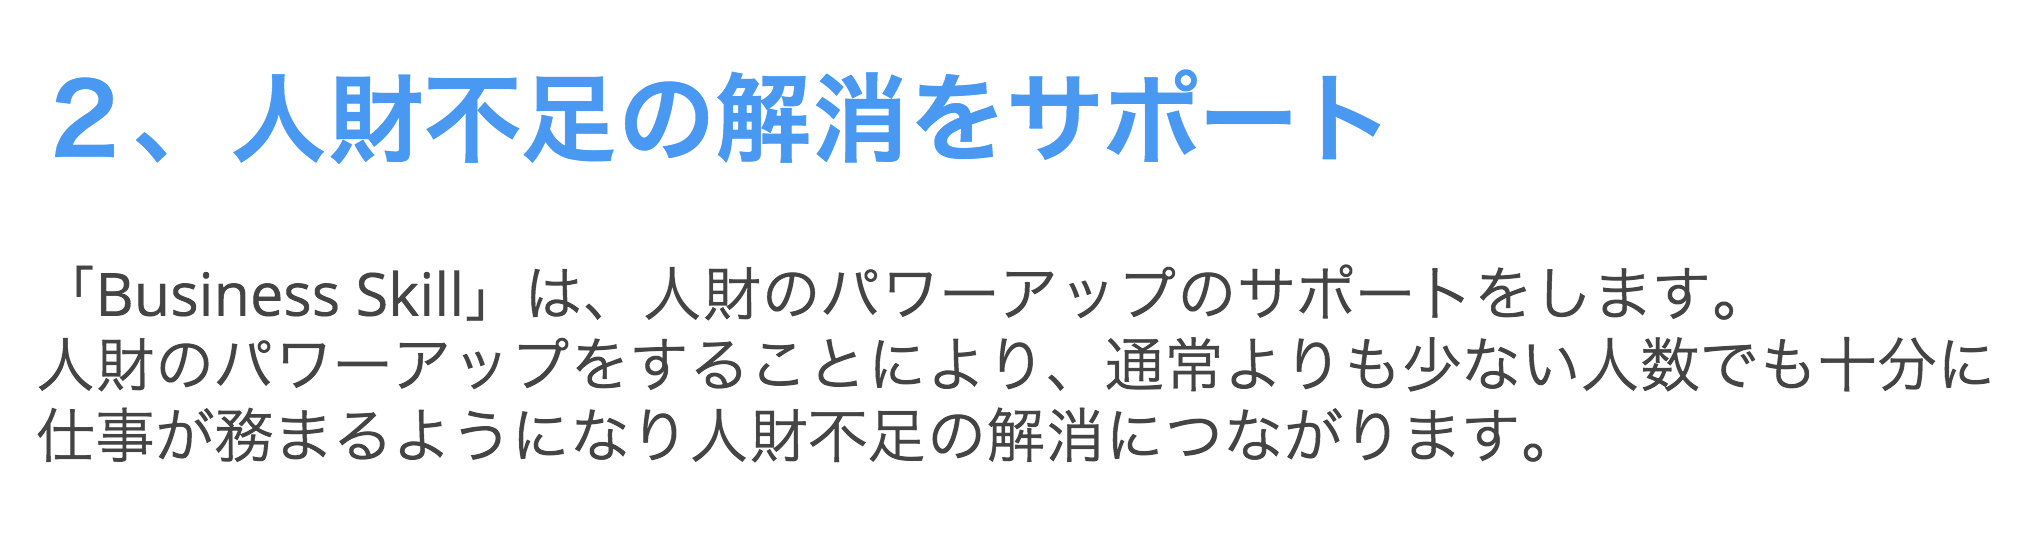 ２、人財不足の解消をサポート
「Business Skill」は、人財のパワーアップのサポートをします。
人財のパワーアップをすることにより、通常よりも少ない人数でも十分に
仕事が務まるようになり人財不足の解消につながります。